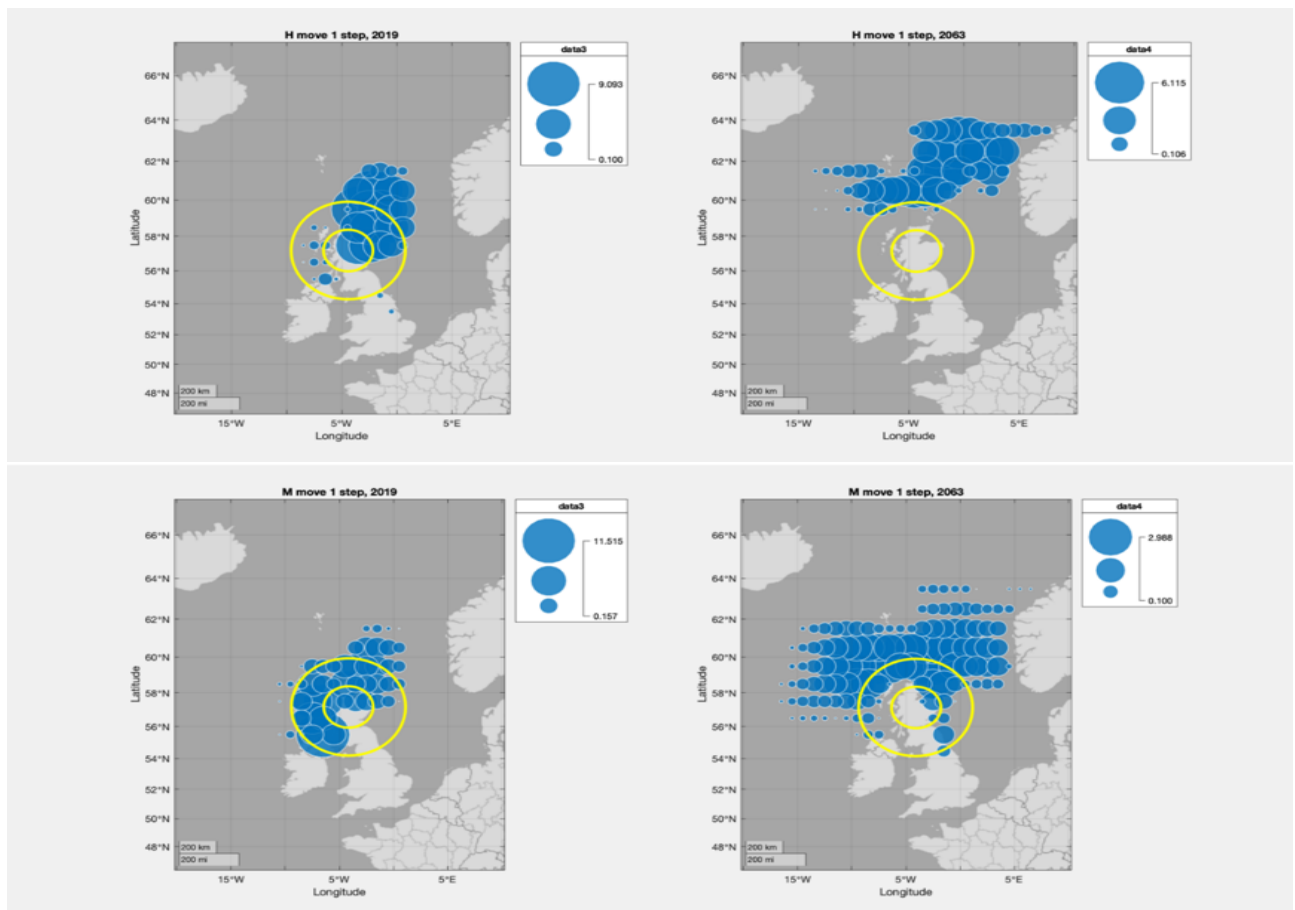 H move 1 step, 2019
data3
9.093
0.100
66°N
64°N
62°N
60°N
58°N
56°N
54°N
52°N
50°N
48°N
Latitude
200 km
200 mi
15°W
5°W
5°E
Longitude
H move 1 step, 2063
data4
6.115
0.106
66°N
64°N
62°N
60°N
58°N
56°N
54°N
52°N
50°N
48°N
Latitude
200 km
200 mi
15°W
5°W
5°E
Longitude
M move 1 step, 2019
data3
11.515
0.157
66°N
64°N
62°N
60°N
58°N
56°N
54°N
52°N
50°N
48°N
Latitude
200 km
200 mi
15°W
5°W
5°E
Longitude
M move 1 step, 2063
data4
2.988
0.100
66°N
64°N
62°N
60°N
58°N
56°N
54°N
52°N
50°N
48°N
Latitude
200 km
200 mi
15°W
5°W
5°E
Longitude